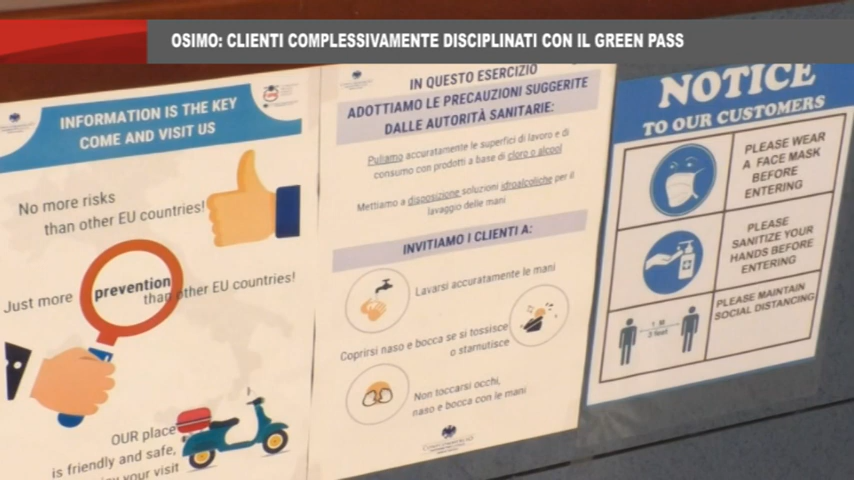 OSIMO: CLIENTI COMPLESSIVAMENTE DISCIPLINATI CON IL GREEN PASS
INFORMATION IS THE KEY
COME AND VISIT US
No more risks
than other EU countries!
Just more prevention
than other EU countries!
OUR place
is friendly and safe,
your visit
IN QUESTO ESERCIZIO
ADOTTIAMO LE PRECAUZIONI SUGGERITE
DALLE AUTORITÀ SANITARIE:
Puliamo accuratamente le superfici di lavoro e di
consumo con prodotti a base di cloro o alcool
Mettiamo a disposizione soluzioni idroalcoliche per il
lavaggio delle mani
INVITIAMO I CLIENTI A:
Lavarsi accuratamente le mani
Coprirsi naso e bocca se si tossisce
o starnutisce
Non toccarsi occhi,
naso e bocca con le mani
NOTICE
TO OUR CUSTOMERS
PLEASE WEAR
A FACE MASK
BEFORE
ENTERING
PLEASE
SANITIZE YOUR
HANDS BEFORE
ENTERING
1 M
3 feet
PLEASE MAINTAIN
SOCIAL DISTANCING